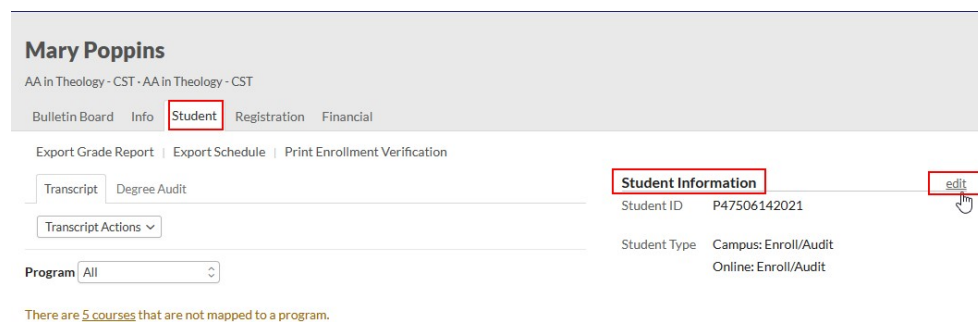 Mary Poppins
AA in Theology - CST · AA in Theology - CST
Bulletin Board Info Student Registration Financial
Export Grade Report | Export Schedule | Print Enrollment Verification
Transcript Degree Audit
Transcript Actions
Program All
There are 5 courses that are not mapped to a program.
Student Information edit
Student ID P47506142021
Student Type Campus: Enroll/Audit
Online: Enroll/Audit